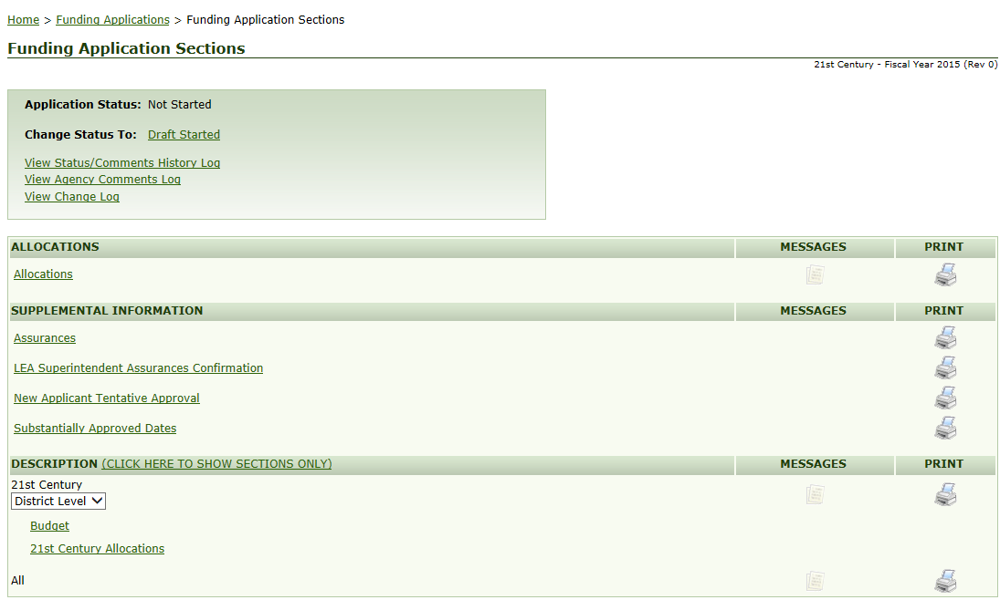 Home > Funding Applications > Funding Application Sections
Funding Application Sections
21st Century - Fiscal Year 2015 (Rev 0)
Application Status: Not Started
Change Status To: Draft Started
View Status/Comments History Log
View Agency Comments Log
View Change Log
ALLOCATIONS MESSAGES PRINT
Allocations
SUPPLEMENTAL INFORMATION MESSAGES PRINT
Assurances
LEA Superintendent Assurances Confirmation
New Applicant Tentative Approval
Substantially Approved Dates
DESCRIPTION (CLICK HERE TO SHOW SECTIONS ONLY) MESSAGES PRINT
21st Century
District Level
Budget
21st Century Allocations
All